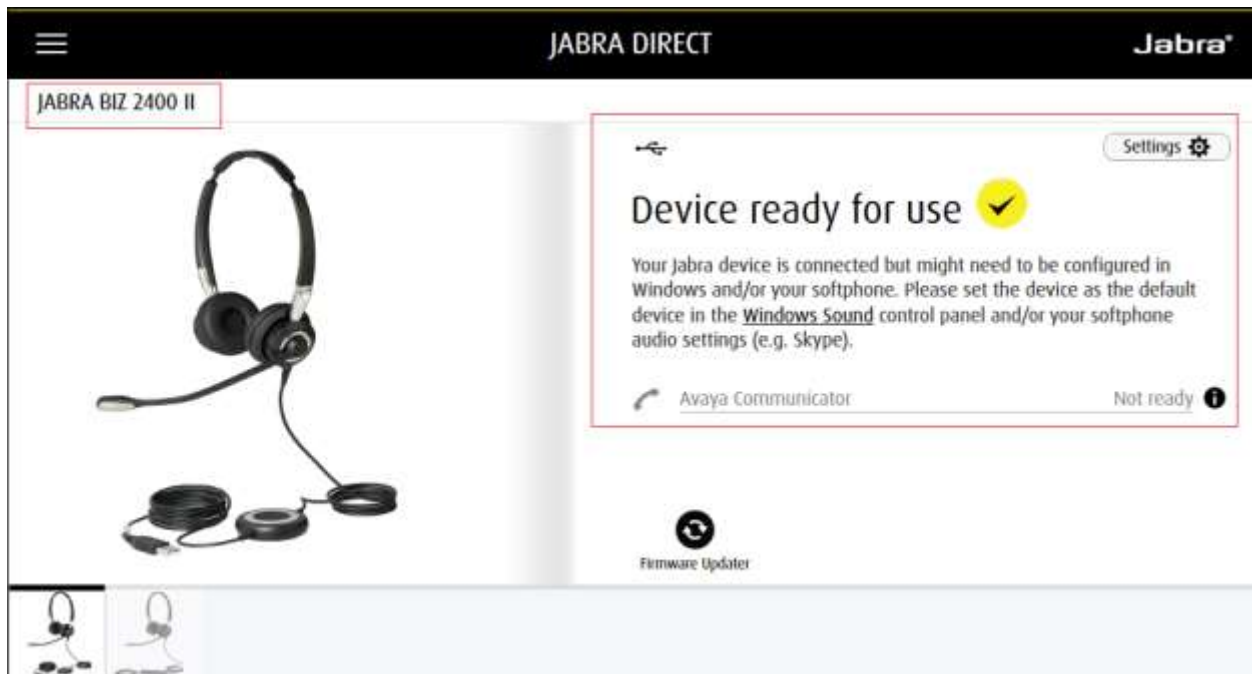 JABRA DIRECT
Jabra
JABRA BIZ 2400 II
Settings
Device ready for use
Your Jabra device is connected but might need to be configured in
Windows and/or your softphone. Please set the device as the default
device in the Windows Sound control panel and/or your softphone
audio settings (e.g. Skype).
Avaya Communicator Not ready
Firmware Updater